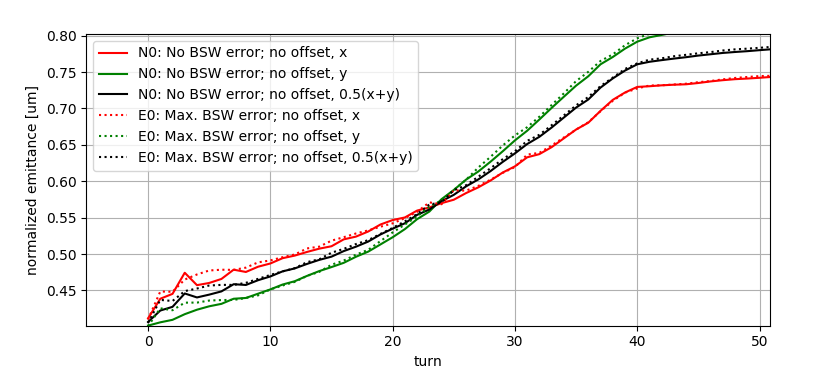 0.80
0.75
0.70
0.65
0.60
0.55
0.50
0.45
normalized emittance [um]
N0: No BSW error; no offset, x
N0: No BSW error; no offset, y
N0: No BSW error; no offset, 0.5(x+y)
E0: Max. BSW error; no offset, x
E0: Max. BSW error; no offset, y
E0: Max. BSW error; no offset, 0.5(x+y)
0 10 20 30 40 50
turn